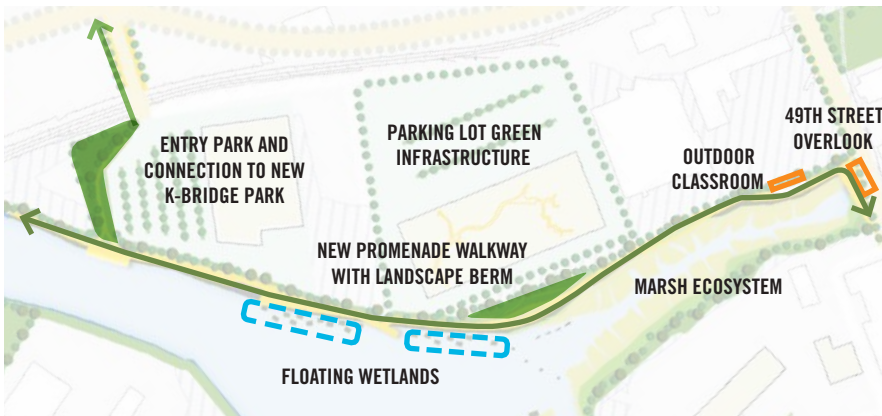 ENTRY PARK AND
CONNECTION TO NEW
K-BRIDGE PARK
PARKING LOT GREEN
INFRASTRUCTURE
OUTDOOR
CLASSROOM
49TH STREET
OVERLOOK
NEW PROMENADE WALKWAY
WITH LANDSCAPE BERM
MARSH ECOSYSTEM
FLOATING WETLANDS